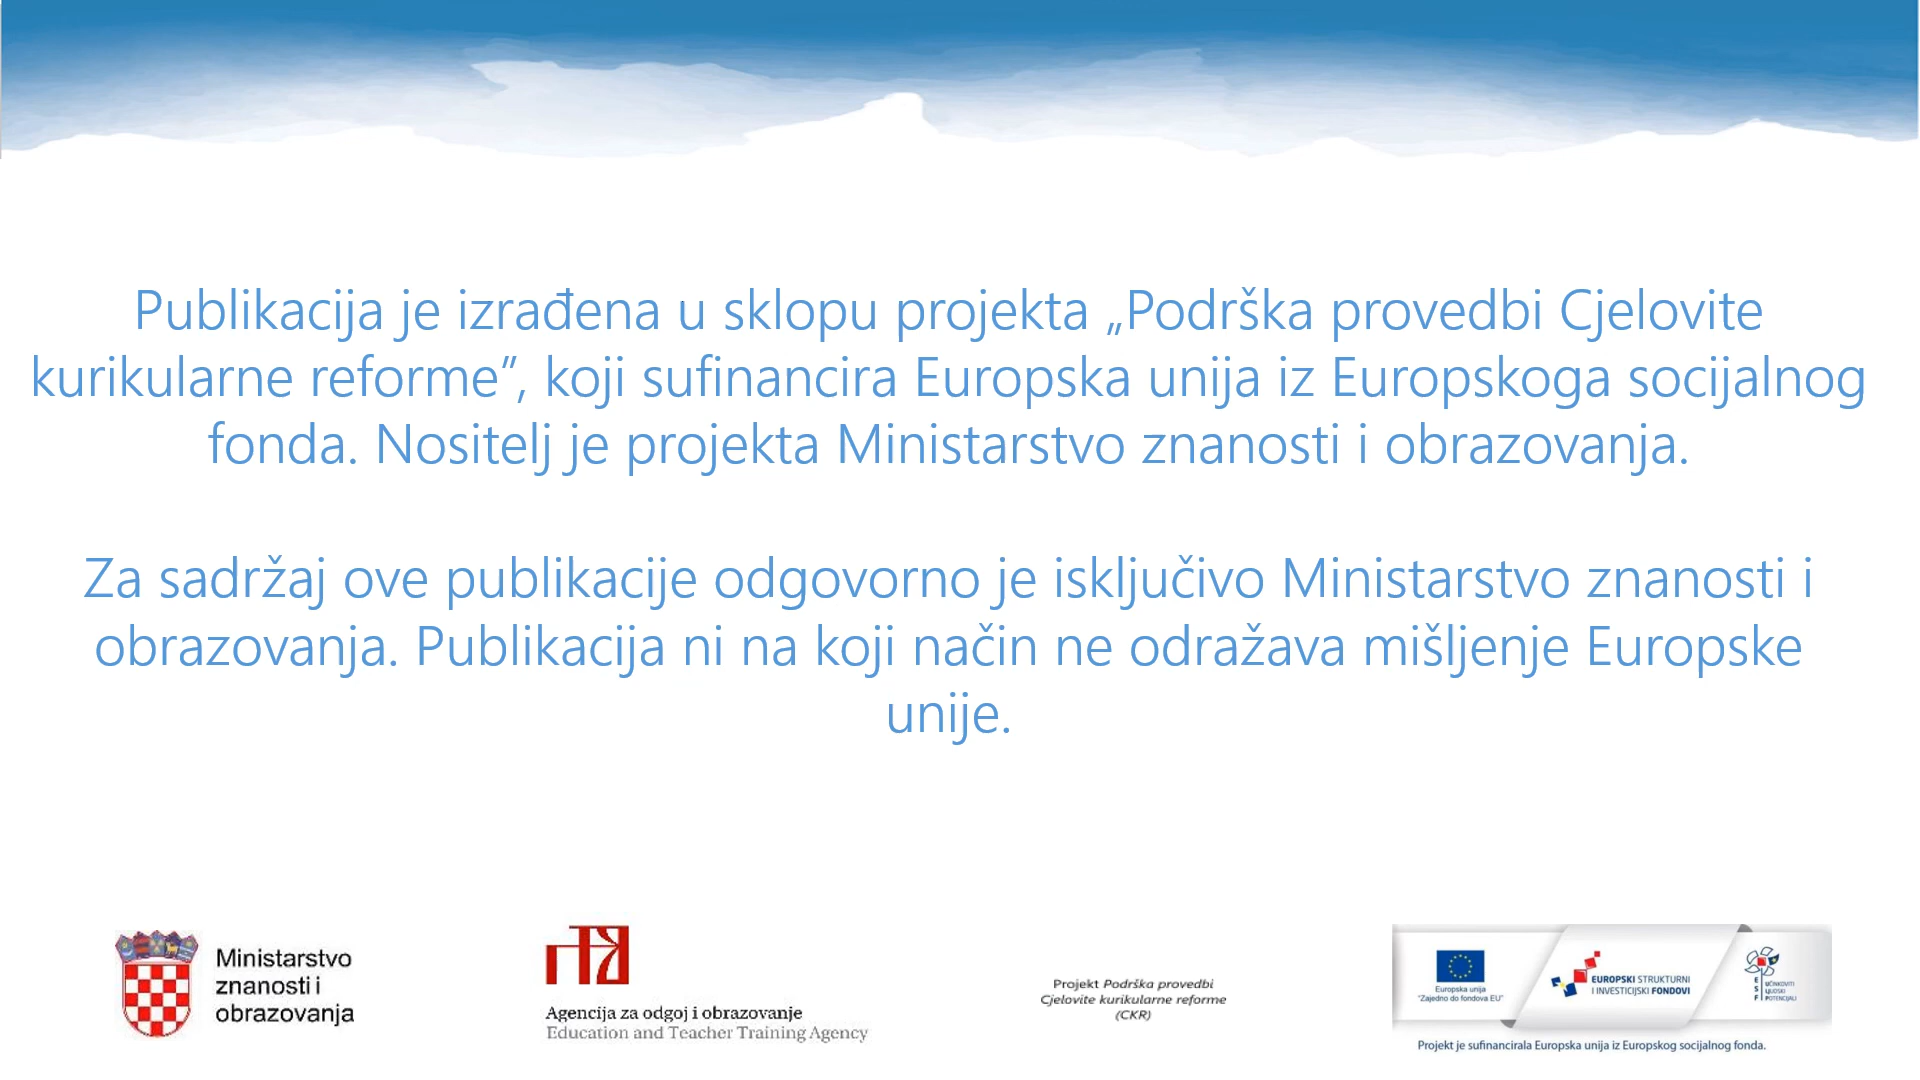 Publikacija je izrađena u sklopu projekta „Podrška provedbi Cjelovite
kurikularne reforme”, koji sufinancira Europska unija iz Europskoga socijalnog
fonda. Nositelj je projekta Ministarstvo znanosti i obrazovanja.
Za sadržaj ove publikacije odgovorno je isključivo Ministarstvo znanosti i
obrazovanja. Publikacija ni na koji način ne odražava mišljenje Europske
unije.
Ministarstvo
znanosti i
obrazovanja
Agencija za odgoj i obrazovanje
Education and Teacher Training Agency
Projekt Podrška provedbi
Cjelovite kurikularne reforme
(CKR)
Europska unija
"Zajedno do fondova EU"
EUROPSKI STRUKTURNI
I INVESTICIJSKI FONDOVI
ESF
UČINKOVITI
LJUDSKI
POTENCIJALI
Projekt je sufinancirala Europska unija iz Europskog socijalnog fonda.